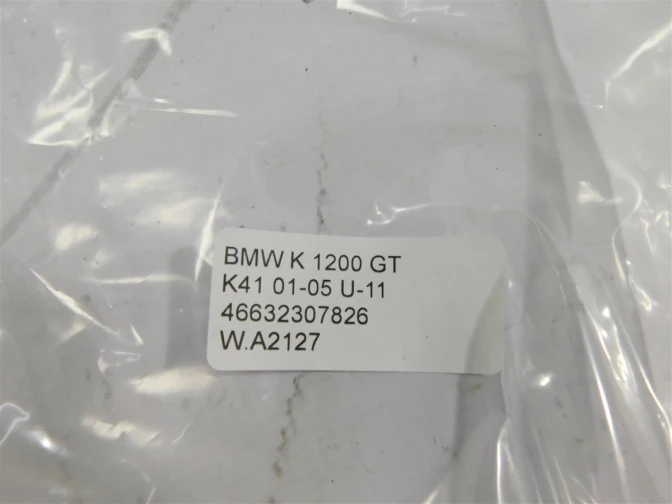 BMW K 1200 GT
K41 01-05 U-11
46632307826
W.A2127